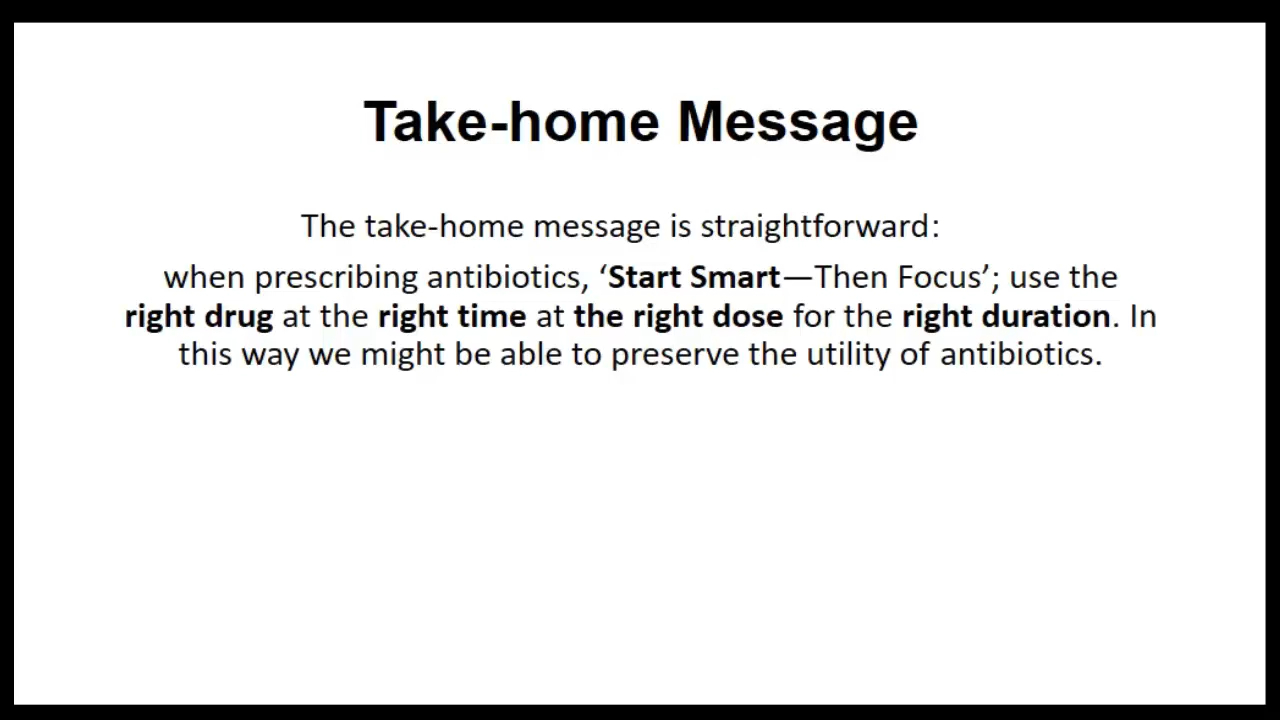 Take-home Message
The take-home message is straightforward:
when prescribing antibiotics, ‘Start Smart—Then Focus’; use the
right drug at the right time at the right dose for the right duration. In
this way we might be able to preserve the utility of antibiotics.